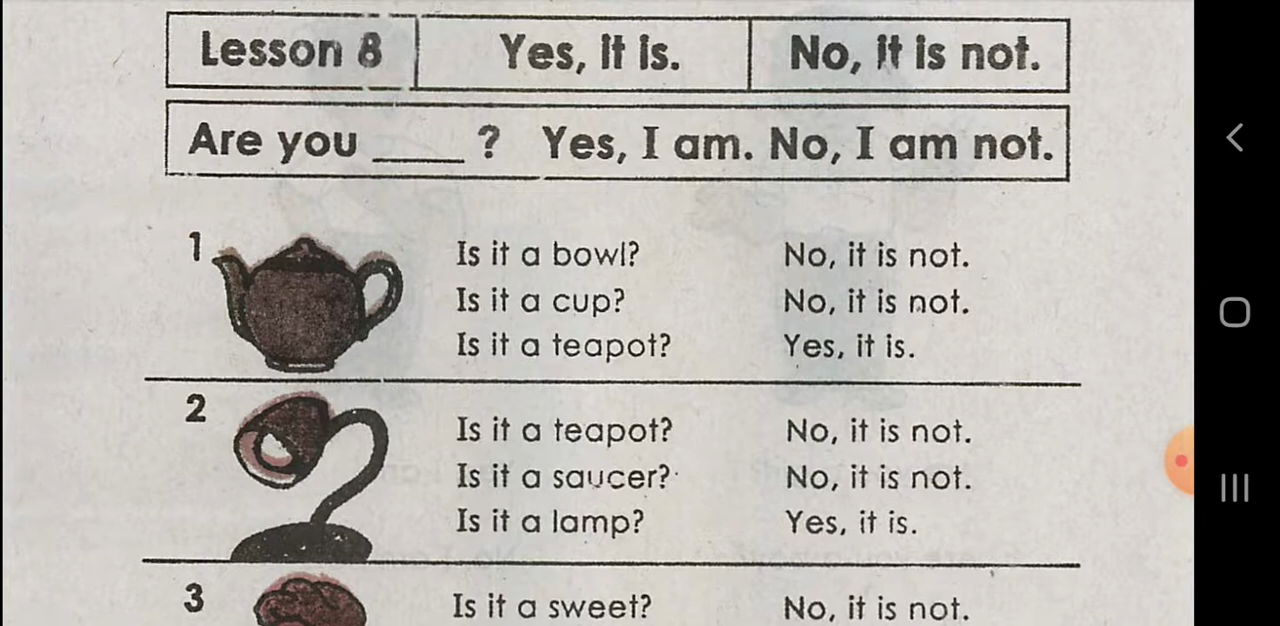 Lesson 8 Yes, it is. No, it is not.
Are you ____ ? Yes, I am. No, I am not.
1
Is it a bowl? No, it is not.
Is it a cup? No, it is not.
Is it a teapot? Yes, it is.
2
Is it a teapot? No, it is not.
Is it a saucer? No, it is not.
Is it a lamp? Yes, it is.
3
Is it a sweet? No, it is not.